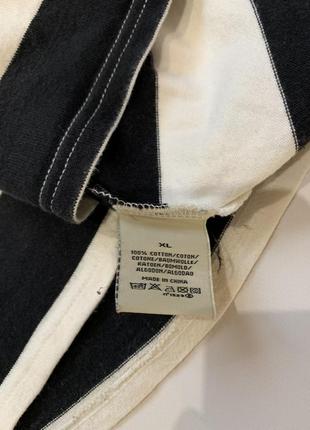 XL
100% COTTON/COTON/
COTONE/BAUMWOLLE/
KATOEN/BOMULD/
ALGODON/ALGODAO
MADE IN CHINA